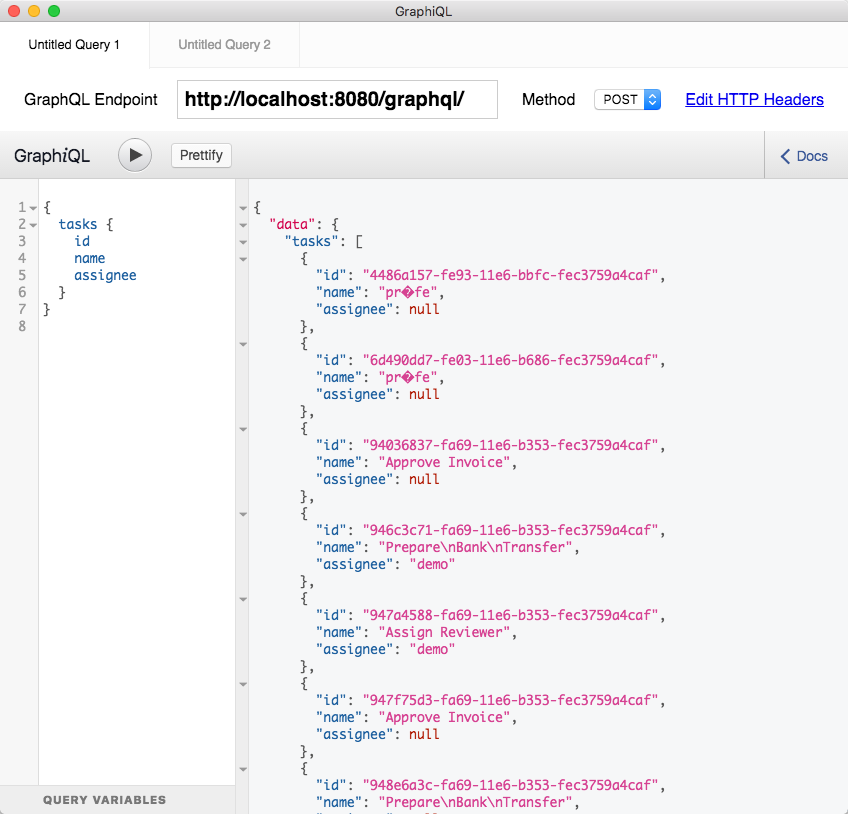 GraphiQL
Untitled Query 1
Untitled Query 2
GraphQL Endpoint http://localhost:8080/graphql/ Method POST Edit HTTP Headers
GraphiQL Prettify Docs
1 {
2 tasks {
3 id
4 name
5 assignee
6 }
7 }
8
QUERY VARIABLES
{
"data": {
"tasks": [
{
"id": "4486a157-fe93-11e6-bbfc-fec3759a4caf",
"name": "pr�fe",
"assignee": null
},
{
"id": "6d490dd7-fe03-11e6-b686-fec3759a4caf",
"name": "pr�fe",
"assignee": null
},
{
"id": "94036837-fa69-11e6-b353-fec3759a4caf",
"name": "Approve Invoice",
"assignee": null
},
{
"id": "946c3c71-fa69-11e6-b353-fec3759a4caf",
"name": "Prepare\nBank\nTransfer",
"assignee": "demo"
},
{
"id": "947a4588-fa69-11e6-b353-fec3759a4caf",
"name": "Assign Reviewer",
"assignee": "demo"
},
{
"id": "947f75d3-fa69-11e6-b353-fec3759a4caf",
"name": "Approve Invoice",
"assignee": null
},
{
"id": "948e6a3c-fa69-11e6-b353-fec3759a4caf",
"name": "Prepare\nBank\nTransfer",